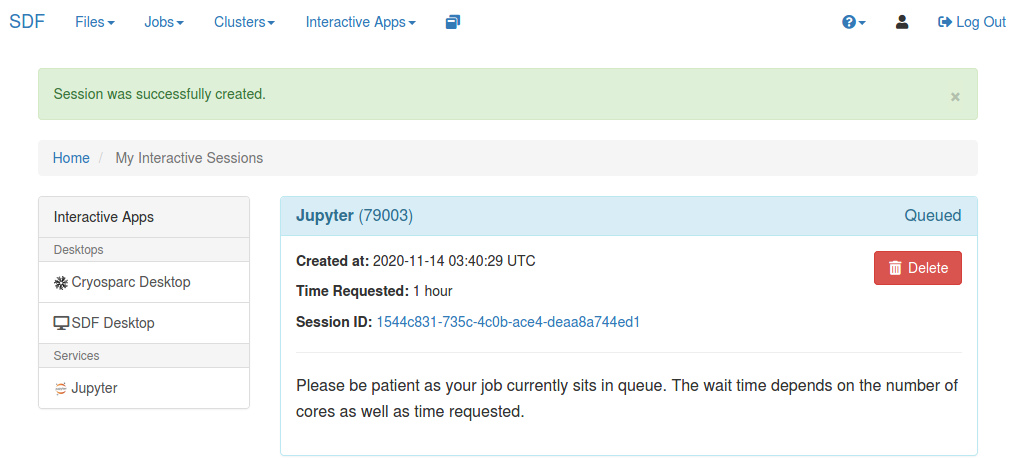 SDF Files Jobs Clusters Interactive Apps Log Out
Session was successfully created. ×
Home / My Interactive Sessions
Interactive Apps
Desktops
Cryosparc Desktop
SDF Desktop
Services
Jupyter
Jupyter (79003) Queued
Created at: 2020-11-14 03:40:29 UTC
Delete
Time Requested: 1 hour
Session ID: 1544c831-735c-4c0b-ace4-deaa8a744ed1
Please be patient as your job currently sits in queue. The wait time depends on the number of
cores as well as time requested.